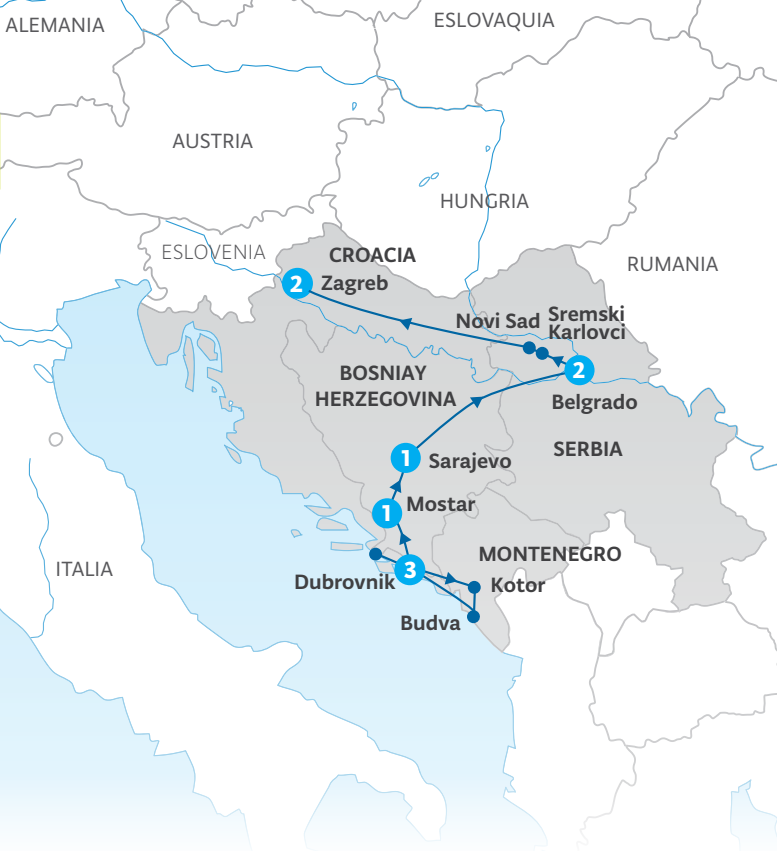 ALEMANIA
ESLOVAQUIA
AUSTRIA
HUNGRIA
ESLOVENIA
CROACIA
RUMANIA
2 Zagreb
Novi Sad
Sremski
Karlovci
BOSNIAY
HERZEGOVINA
2
Belgrado
SERBIA
1 Sarajevo
1 Mostar
MONTENEGRO
ITALIA
3
Dubrovnik
Kotor
Budva